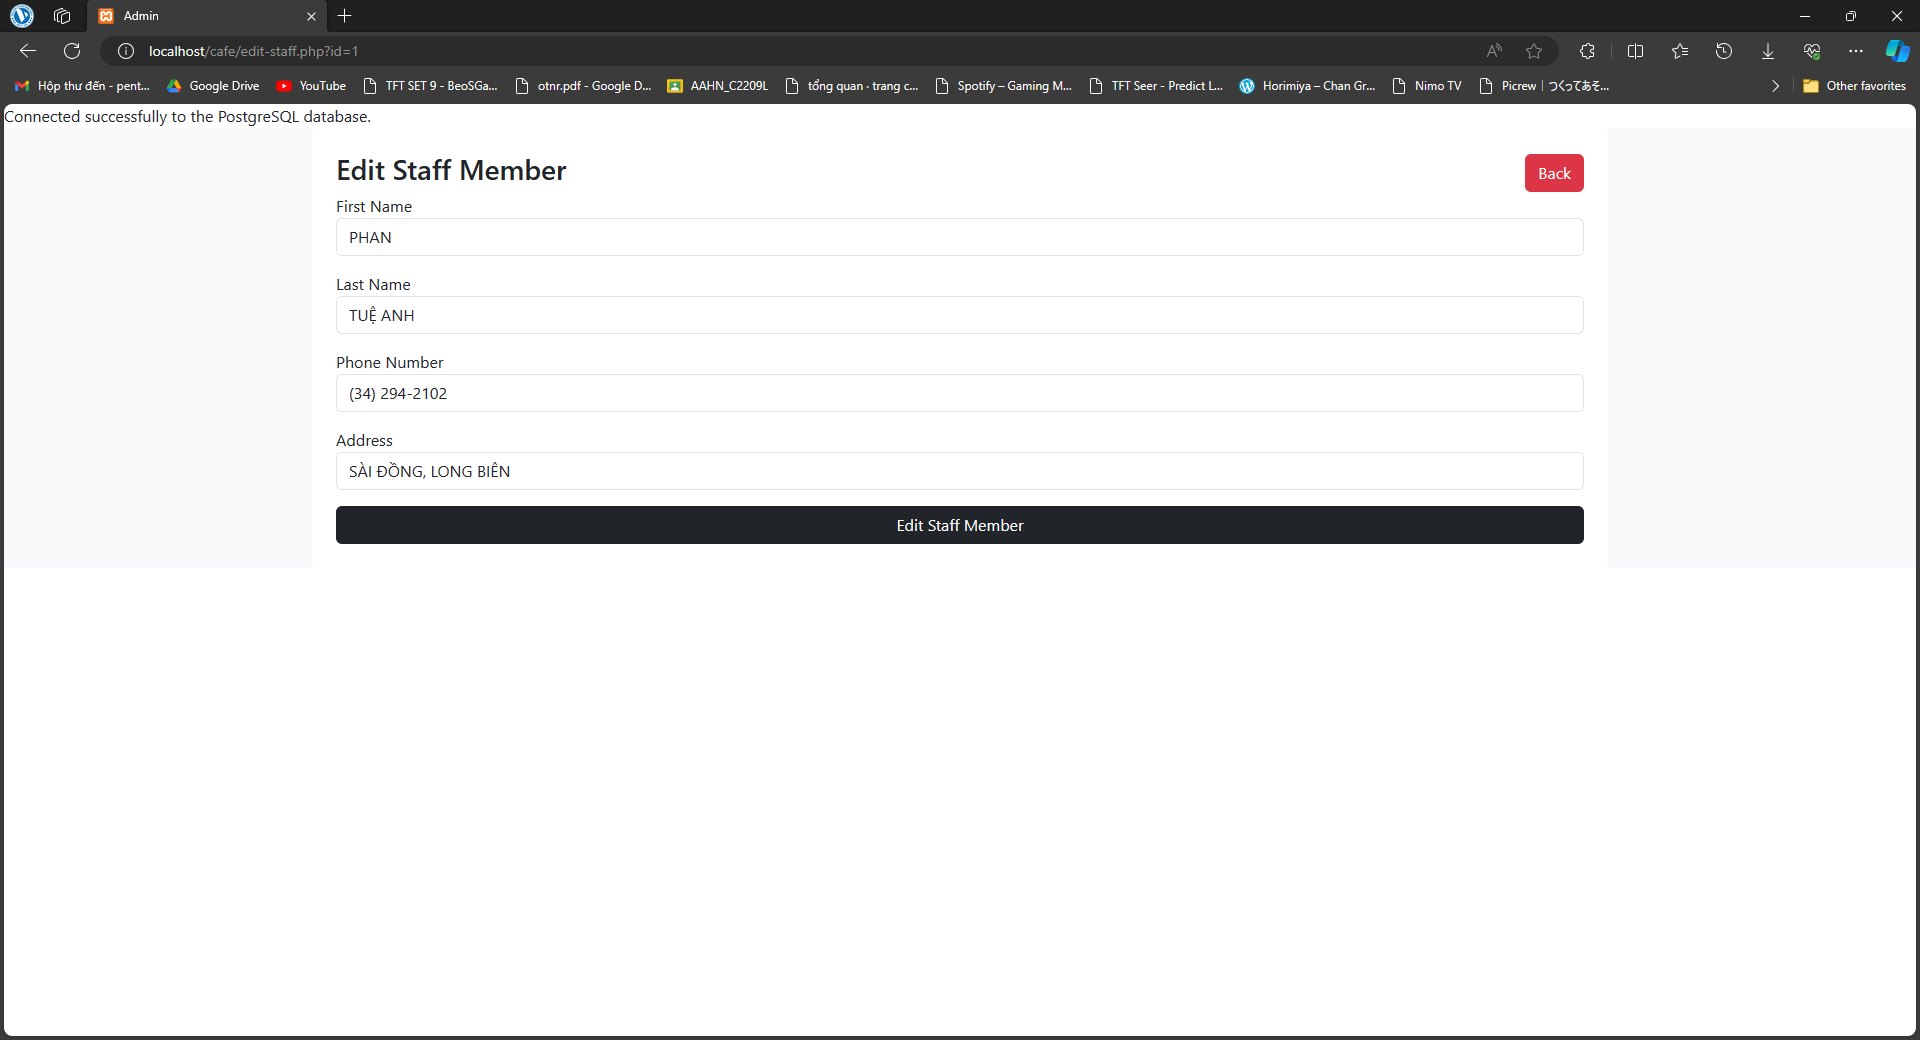 Admin
localhost/cafe/edit-staff.php?id=1
Hộp thư đến - pent...
Google Drive
YouTube
TFT SET 9 - BeoSGa...
otnr.pdf - Google D...
AAHN_C2209L
tổng quan · trang c...
Spotify – Gaming M...
TFT Seer - Predict L...
Horimiya – Chan Gr...
Nimo TV
Picrew | つくってあそ...
Other favorites
Connected successfully to the PostgreSQL database.
Edit Staff Member
Back
First Name
PHAN
Last Name
TUỆ ANH
Phone Number
(34) 294-2102
Address
SÀI ĐỒNG, LONG BIÊN
Edit Staff Member